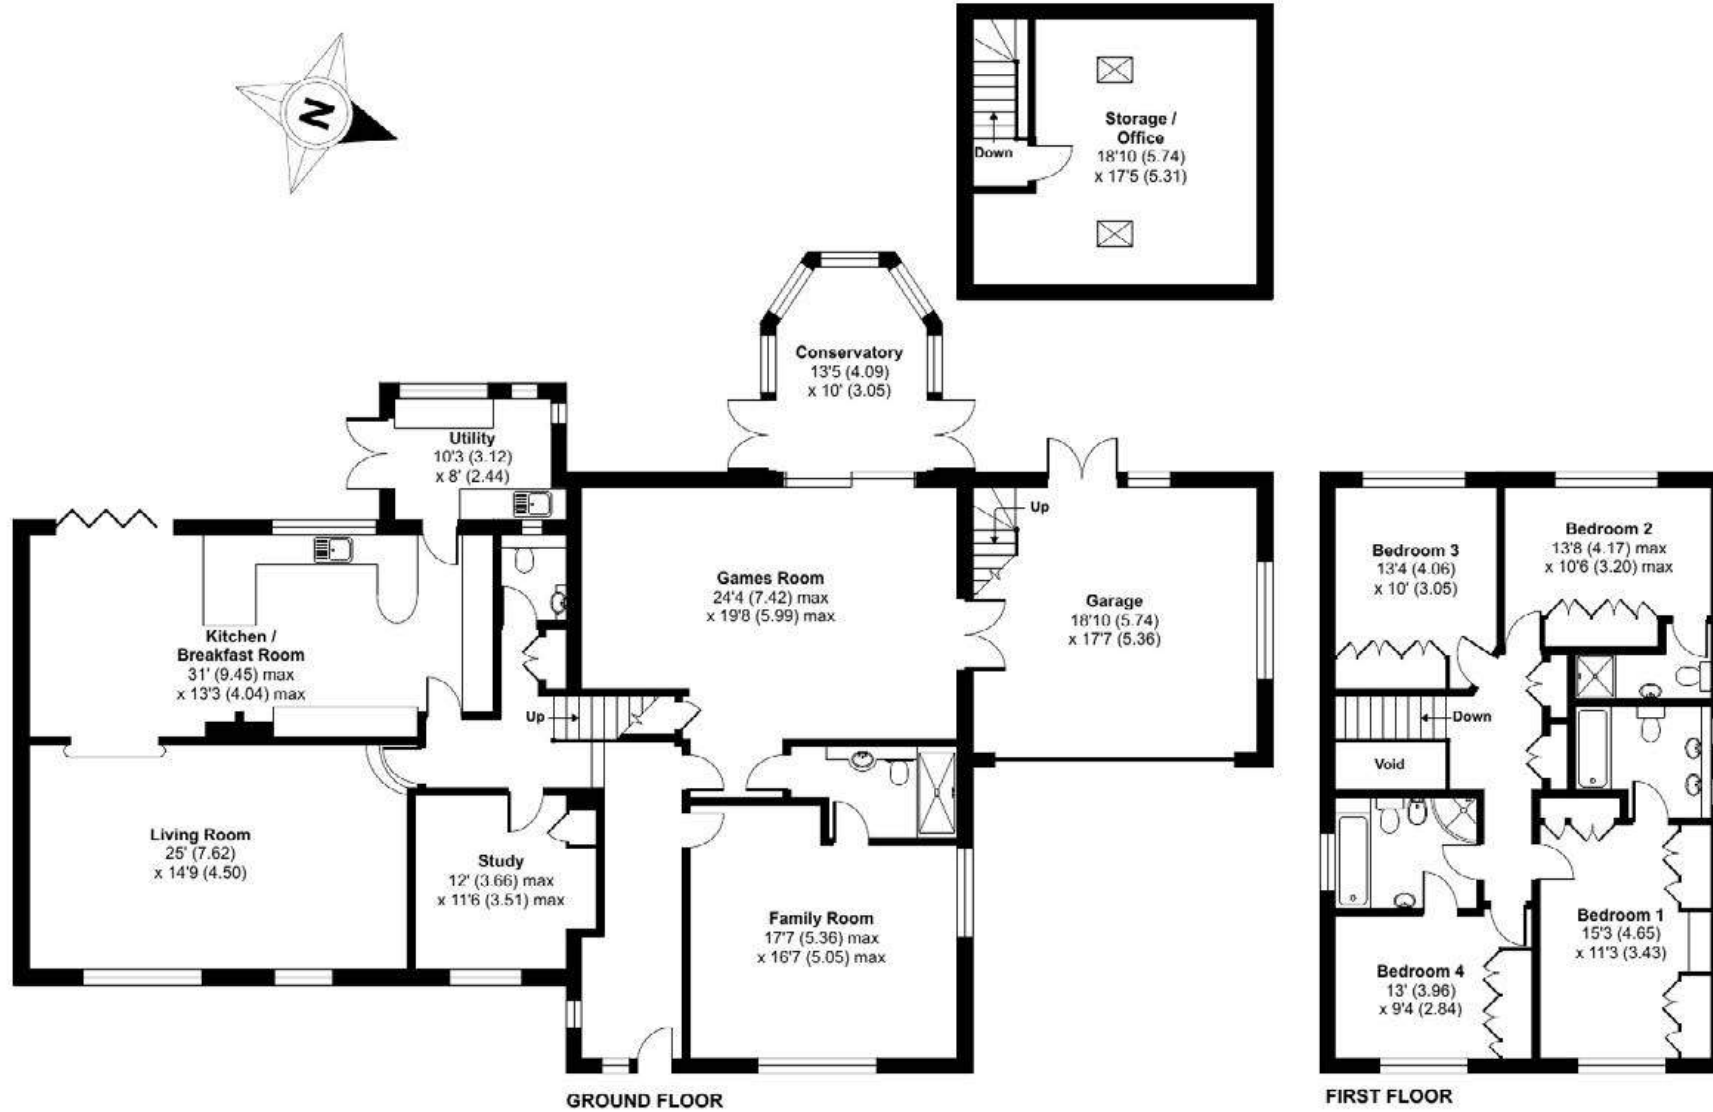 N
Storage /
Office
18'10 (5.74)
x 17'5 (5.31)
Down
Conservatory
13'5 (4.09)
x 10' (3.05)
Utility
10'3 (3.12)
x 8' (2.44)
Up
Kitchen /
Breakfast Room
31' (9.45) max
x 13'3 (4.04) max
Games Room
24'4 (7.42) max
x 19'8 (5.99) max
Garage
18'10 (5.74)
x 17'7 (5.36)
Up
Living Room
25' (7.62)
x 14'9 (4.50)
Study
12' (3.66) max
x 11'6 (3.51) max
Family Room
17'7 (5.36) max
x 16'7 (5.05) max
GROUND FLOOR
Bedroom 3
13'4 (4.06)
x 10' (3.05)
Bedroom 2
13'8 (4.17) max
x 10'6 (3.20) max
Down
Void
Bedroom 1
15'3 (4.65)
x 11'3 (3.43)
Bedroom 4
13' (3.96)
x 9'4 (2.84)
FIRST FLOOR